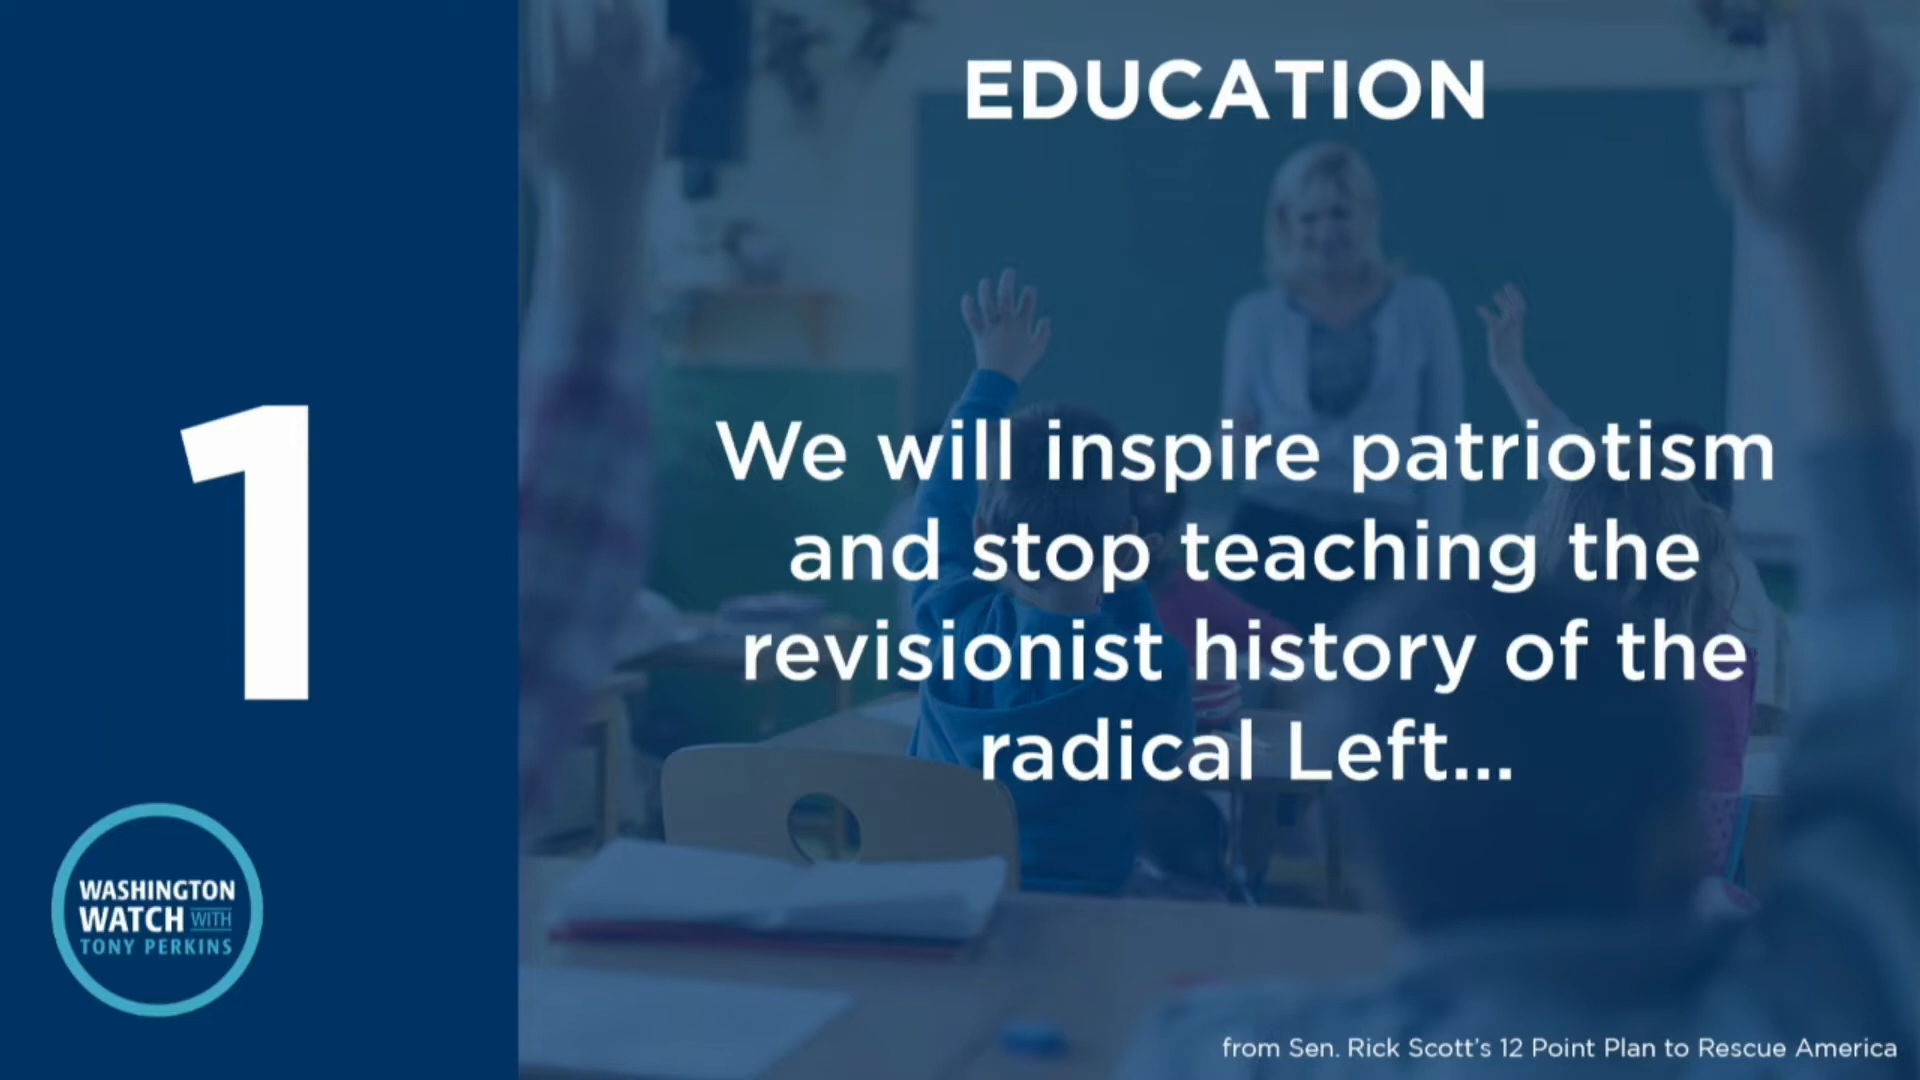 EDUCATION
1
We will inspire patriotism
and stop teaching the
revisionist history of the
radical Left...
WASHINGTON
WATCH WITH
TONY PERKINS
from Sen. Rick Scott's 12 Point Plan to Rescue America